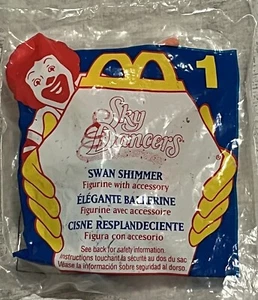 1
Sky
Dancers
SWAN SHIMMER
Figurine with accessory
ÉLÉGANTE BALLERINE
Figurine avec accessoire
CISNE RESPLANDECIENTE
Figura con accesorio
See back for safety information.
Instructions touchant la sécurité au dos du sac
Véase la información sobre seguridad al dorso.